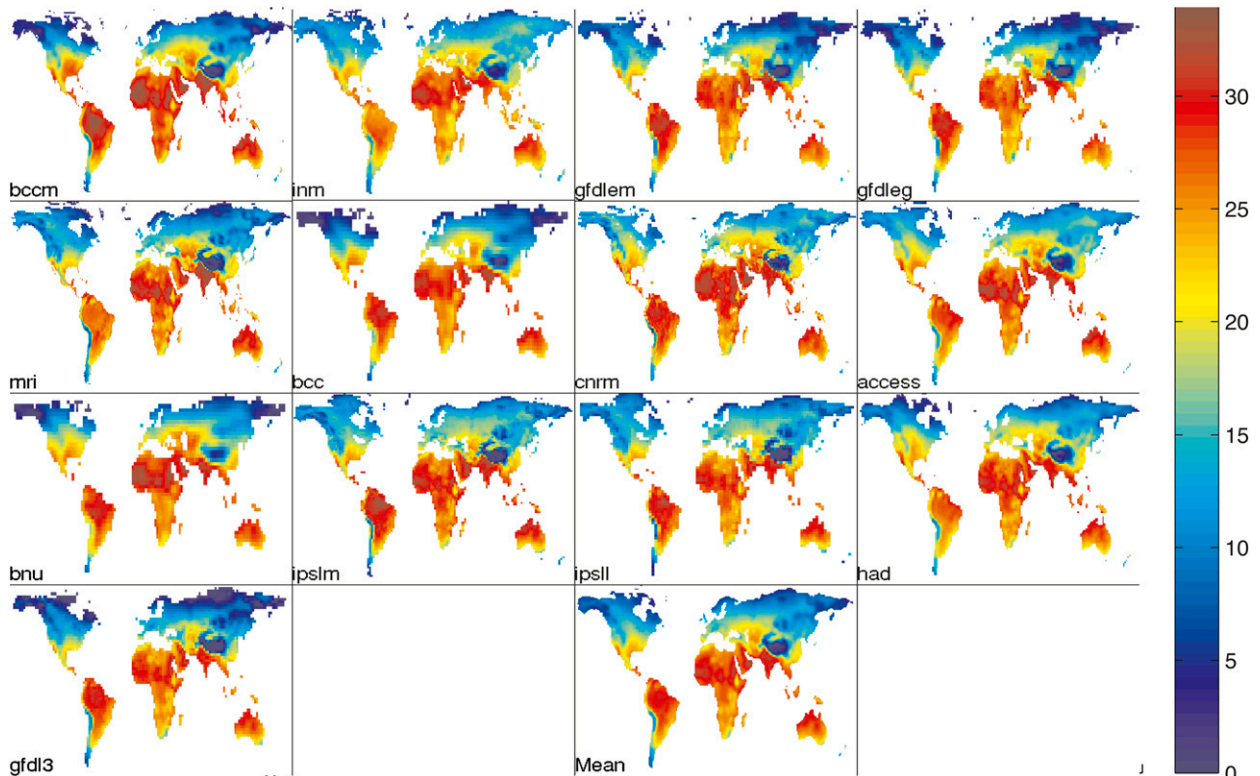 bccm
inm
gfdlem
gfdleg
mri
bcc
cnrm
access
bnu
ipslm
ipsll
had
gfdl3
Mean
30
25
20
15
10
5
0